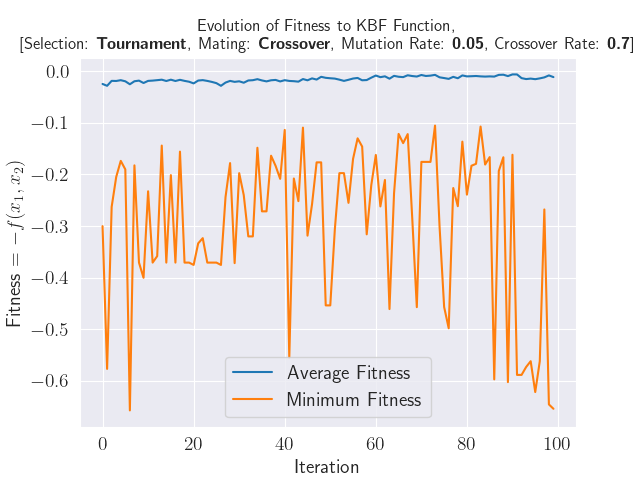 Evolution of Fitness to KBF Function,
[Selection: Tournament, Mating: Crossover, Mutation Rate: 0.05, Crossover Rate: 0.7]
0.0
−0.1
−0.2
−0.3
−0.4
−0.5
−0.6
Fitness = −f(x₁, x₂)
Average Fitness
Minimum Fitness
0 20 40 60 80 100
Iteration